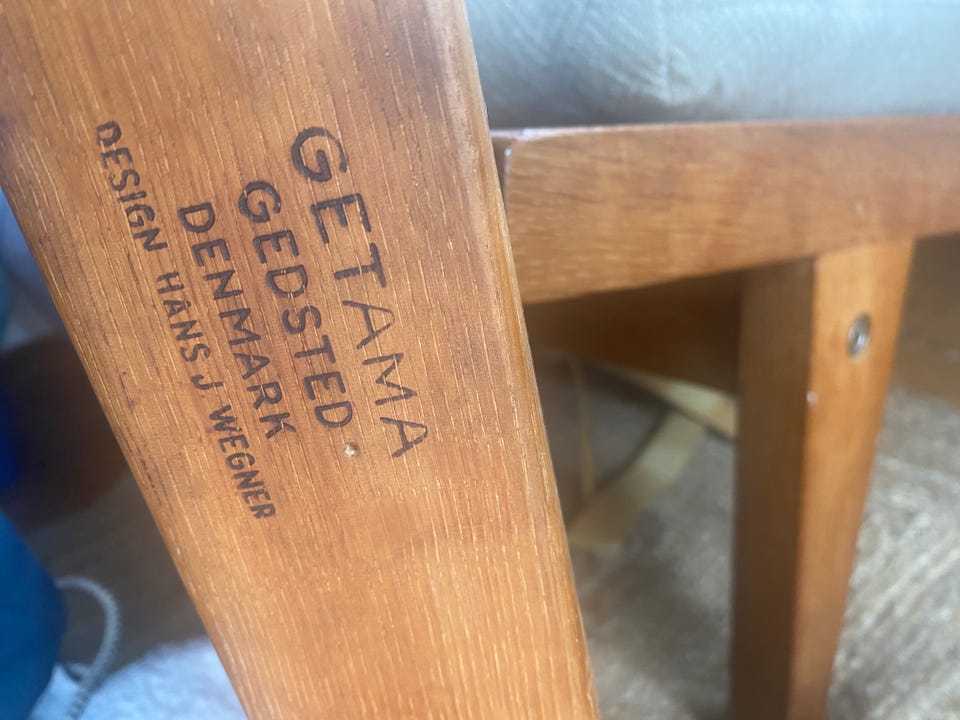 GETAMA
GEDSTED
DENMARK
DESIGN HANS J. WEGNER